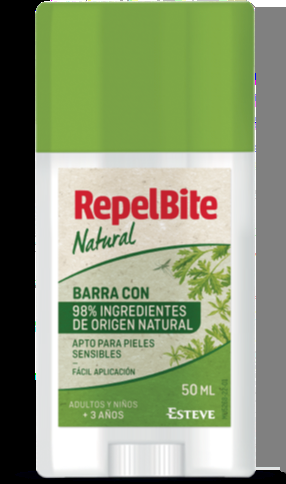 RepelBite
Natural
BARRA CON
98% INGREDIENTES
DE ORIGEN NATURAL
APTO PARA PIELES
SENSIBLES
FÁCIL APLICACIÓN
50 ML
ADULTOS Y NIÑOS
+ 3 AÑOS
ESTEVE